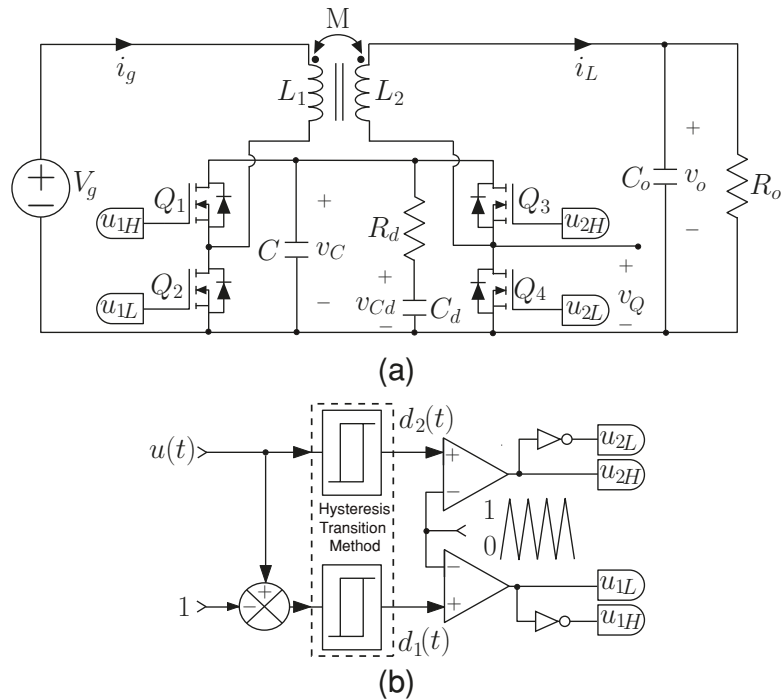 M
i_g
L_1
L_2
i_L
V_g
+
−
Q_1
u_{1H}
Q_2
u_{1L}
C
+
v_C
−
R_d
+
v_{Cd}
−
C_d
Q_3
u_{2H}
Q_4
u_{2L}
+
v_Q
−
C_o
+
v_o
−
R_o
(a)
u(t)
d_2(t)
+
−
u_{2L}
u_{2H}
Hysteresis
Transition
Method
1
0
1
+
−
d_1(t)
−
+
u_{1L}
u_{1H}
(b)